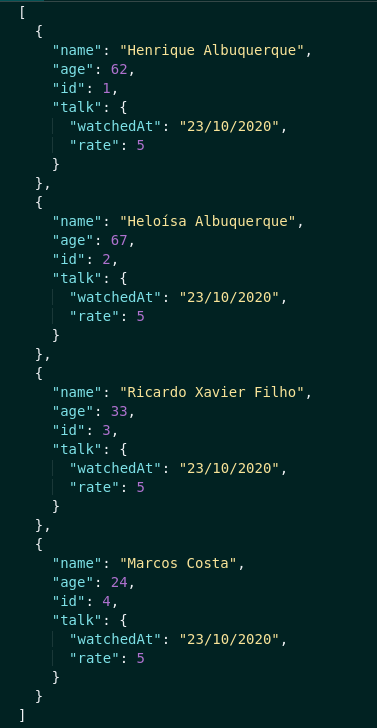 [
  {
    "name": "Henrique Albuquerque",
    "age": 62,
    "id": 1,
    "talk": {
      "watchedAt": "23/10/2020",
      "rate": 5
    }
  },
  {
    "name": "Heloísa Albuquerque",
    "age": 67,
    "id": 2,
    "talk": {
      "watchedAt": "23/10/2020",
      "rate": 5
    }
  },
  {
    "name": "Ricardo Xavier Filho",
    "age": 33,
    "id": 3,
    "talk": {
      "watchedAt": "23/10/2020",
      "rate": 5
    }
  },
  {
    "name": "Marcos Costa",
    "age": 24,
    "id": 4,
    "talk": {
      "watchedAt": "23/10/2020",
      "rate": 5
    }
  }
]